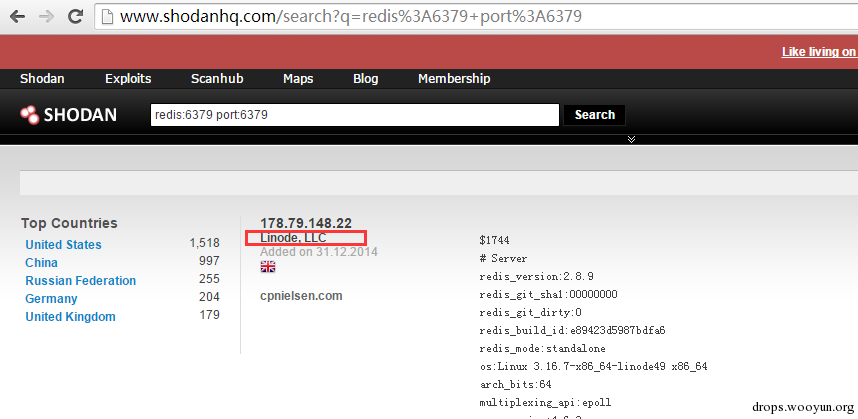 www.shodanhq.com/search?q=redis%3A6379+port%3A6379
Like living on
Shodan Exploits Scanhub Maps Blog Membership
SHODAN redis:6379 port:6379 Search
Top Countries
United States 1,518
China 997
Russian Federation 255
Germany 204
United Kingdom 179
178.79.148.22
Linode, LLC
Added on 31.12.2014
cpnielsen.com
$1744
# Server
redis_version:2.8.9
redis_git_sha1:00000000
redis_git_dirty:0
redis_build_id:e89423d5987bdfa6
redis_mode:standalone
os:Linux 3.16.7-x86_64-linode49 x86_64
arch_bits:64
multiplexing_api:epoll
drops.wooyun.org